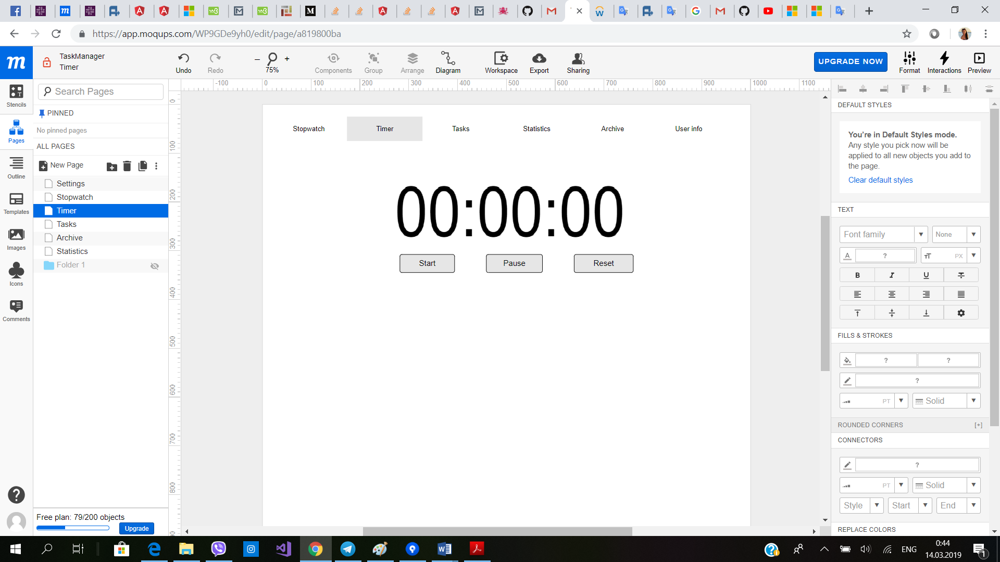 https://app.moqups.com/WP9GDe9yh0/edit/page/a819800ba
m
TaskManager
Timer
Undo
Redo
– 75% +
Components
Group
Arrange
Diagram
Workspace
Export
Sharing
UPGRADE NOW
Format
Interactions
Preview
Stencils
Pages
Outline
Templates
Images
Icons
Comments
Search Pages
PINNED
No pinned pages
ALL PAGES
New Page
Settings
Stopwatch
Timer
Tasks
Archive
Statistics
Folder 1
Free plan: 79/200 objects
Upgrade
-100 0 100 200 300 400 500 600 700 800 900 1000 1100
0
100
200
300
400
500
600
700
800
Stopwatch Timer Tasks Statistics Archive User info
00:00:00
Start Pause Reset
DEFAULT STYLES
You’re in Default Styles mode.
Any style you pick now will be
applied to all new objects you add to
the page.
Clear default styles
TEXT
Font family None
A ? TT PX
B I U
FILLS & STROKES
? ?
?
PT Solid
ROUNDED CORNERS [+]
CONNECTORS
?
PT Solid
Style Start End
REPLACE COLORS
ENG
0:44
14.03.2019
1